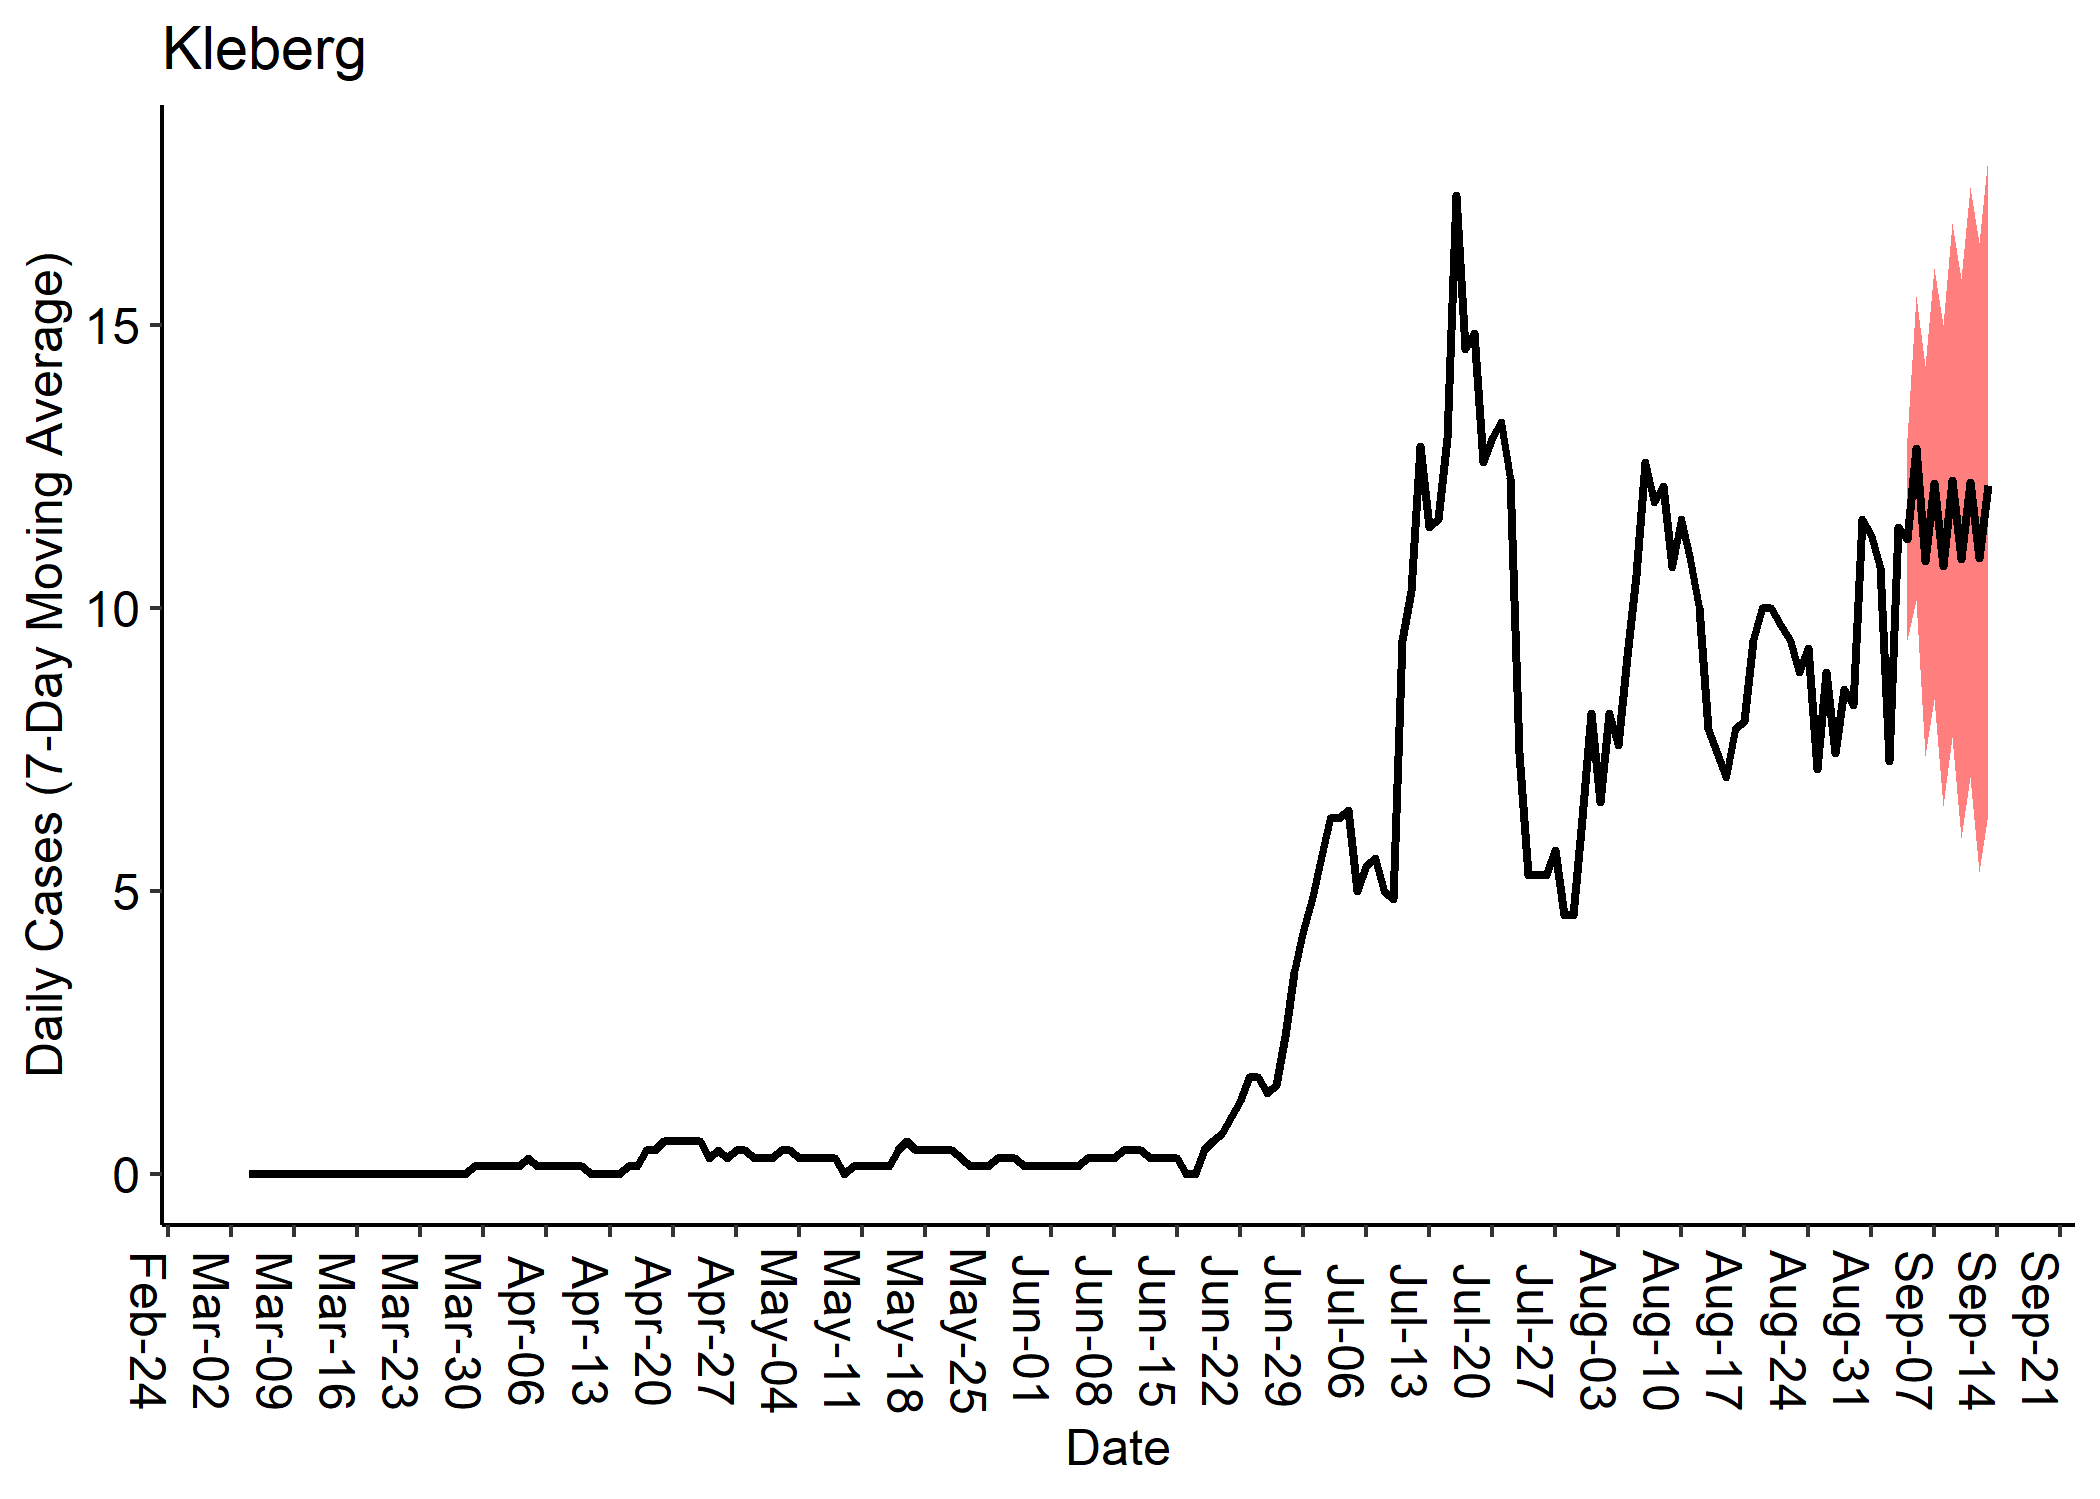 Kleberg
Daily Cases (7-Day Moving Average)
15
10
5
0
Feb-24
Mar-02
Mar-09
Mar-16
Mar-23
Mar-30
Apr-06
Apr-13
Apr-20
Apr-27
May-04
May-11
May-18
May-25
Jun-01
Jun-08
Jun-15
Jun-22
Jun-29
Jul-06
Jul-13
Jul-20
Jul-27
Aug-03
Aug-10
Aug-17
Aug-24
Aug-31
Sep-07
Sep-14
Sep-21
Date